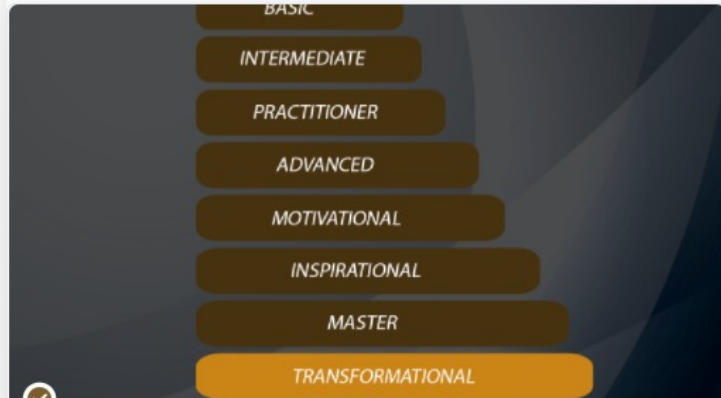 BASIC
INTERMEDIATE
PRACTITIONER
ADVANCED
MOTIVATIONAL
INSPIRATIONAL
MASTER
TRANSFORMATIONAL